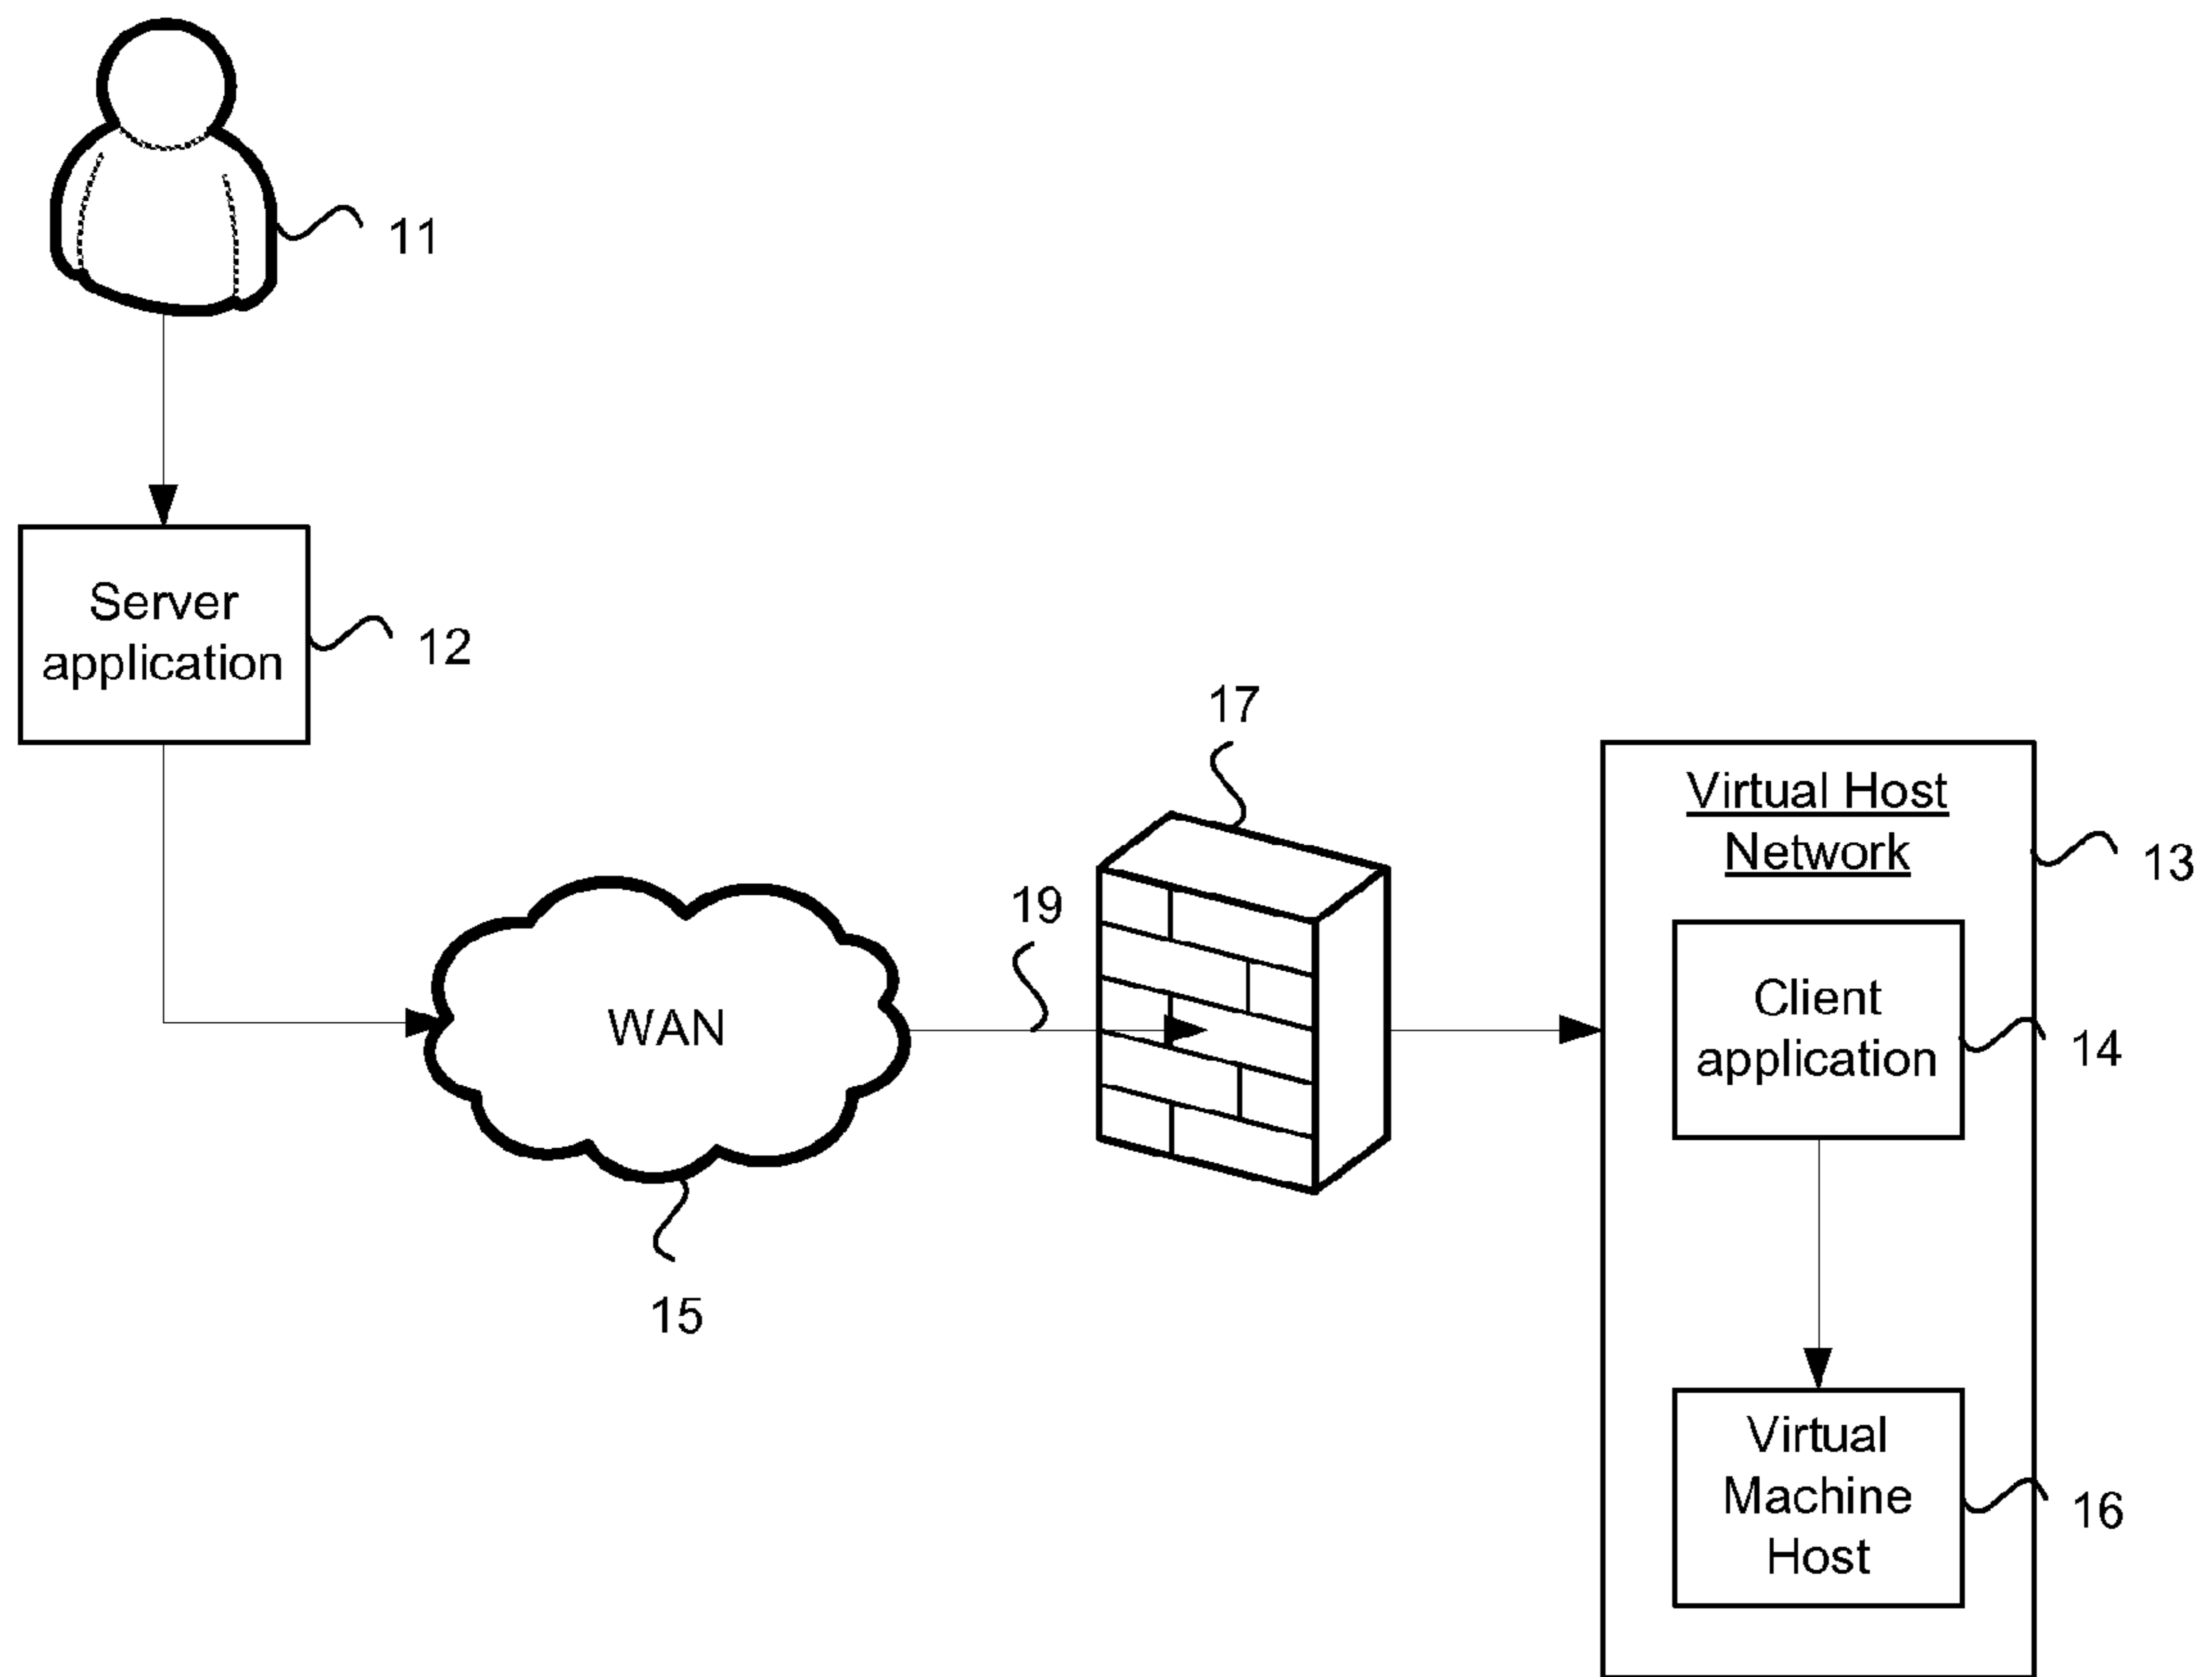 11
Server
application
12
17
Virtual Host
Network
13
19
WAN
Client
application
14
15
Virtual
Machine
Host
16